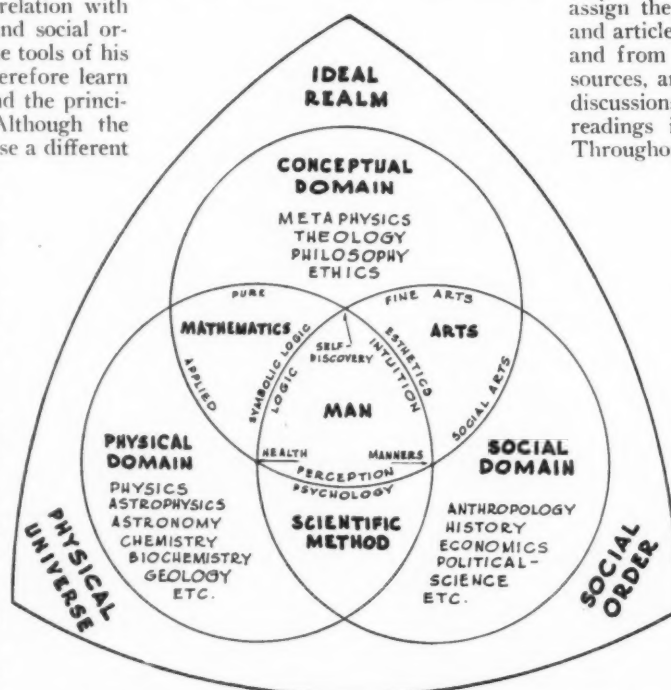 relation with
nd social or-
e tools of his
erefore learn
nd the princi-
Although the
se a different
assign the
and article
and from
sources, an
discussion
readings i
Througho
IDEAL
REALM
CONCEPTUAL
DOMAIN
METAPHYSICS
THEOLOGY
PHILOSOPHY
ETHICS
PURE
FINE ARTS
MATHEMATICS
ARTS
APPLIED
SYMBOLIC LOGIC
LOGIC
SELF-
DISCOVERY
ESTHETICS
INTUITION
SOCIAL ARTS
MAN
HEALTH
MANNERS
PERCEPTION
PSYCHOLOGY
PHYSICAL
DOMAIN
PHYSICS
ASTROPHYSICS
ASTRONOMY
CHEMISTRY
BIOCHEMISTRY
GEOLOGY
ETC.
SCIENTIFIC
METHOD
SOCIAL
DOMAIN
ANTHROPOLOGY
HISTORY
ECONOMICS
POLITICAL-
SCIENCE
ETC.
PHYSICAL
UNIVERSE
SOCIAL
ORDER